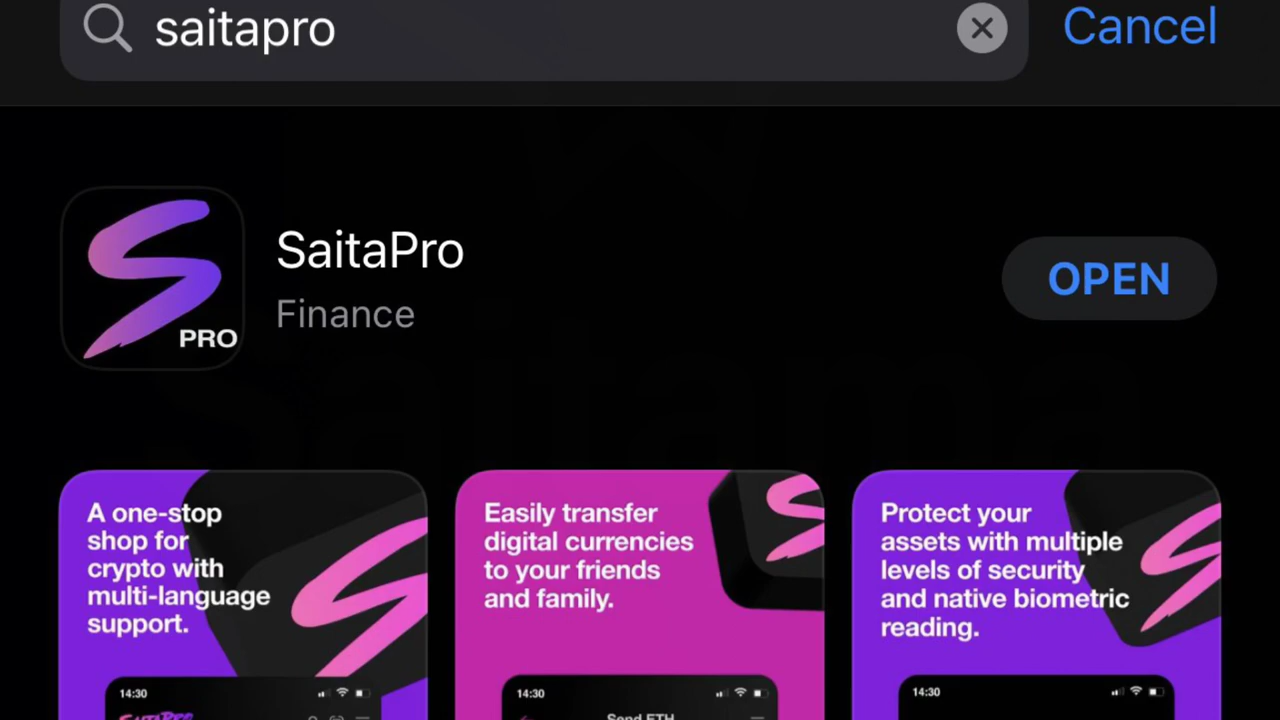 saitapro
Cancel
SaitaPro
Finance
OPEN
PRO
A one-stop
shop for
crypto with
multi-language
support.
Easily transfer
digital currencies
to your friends
and family.
Protect your
assets with multiple
levels of security
and native biometric
reading.
14:30
14:30
Send ETH
14:30